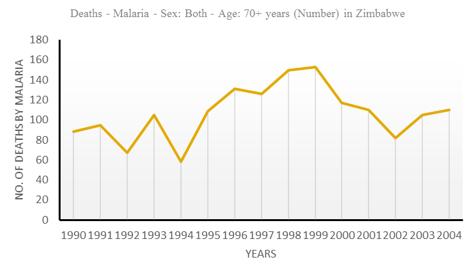 Deaths - Malaria - Sex: Both - Age: 70+ years (Number) in Zimbabwe
NO. OF DEATHS BY MALARIA
180
160
140
120
100
80
60
40
20
0
1990 1991 1992 1993 1994 1995 1996 1997 1998 1999 2000 2001 2002 2003 2004
YEARS